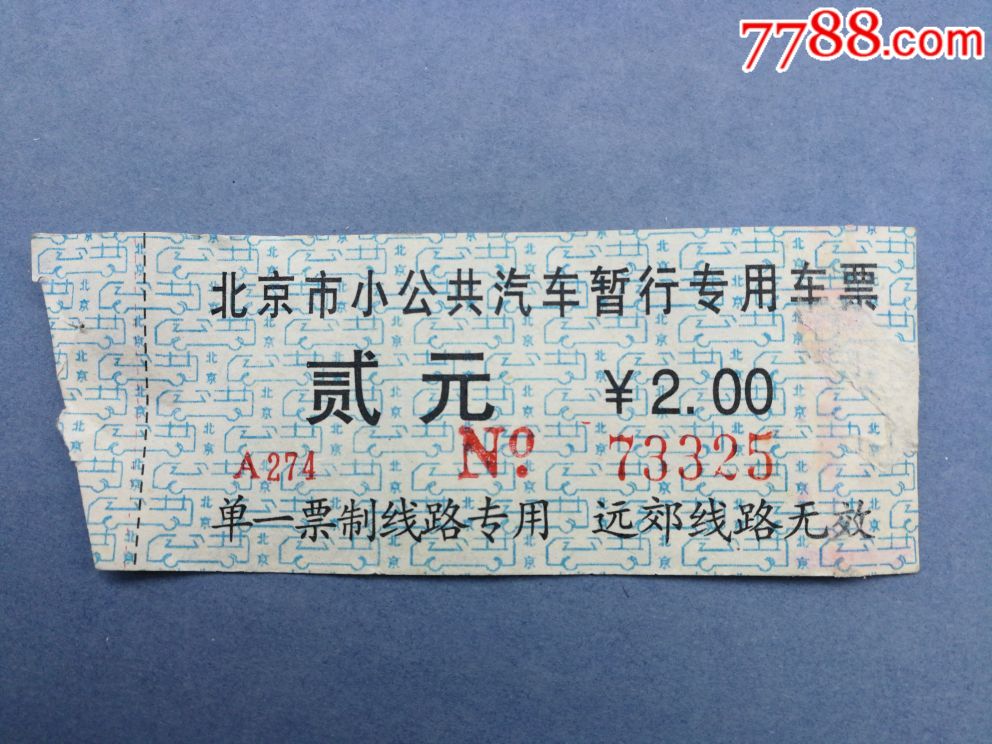 7788.com
北京市小公共汽车暂行专用车票
贰元 ¥2.00
A274 № 73325
单一票制线路专用 远郊线路无效